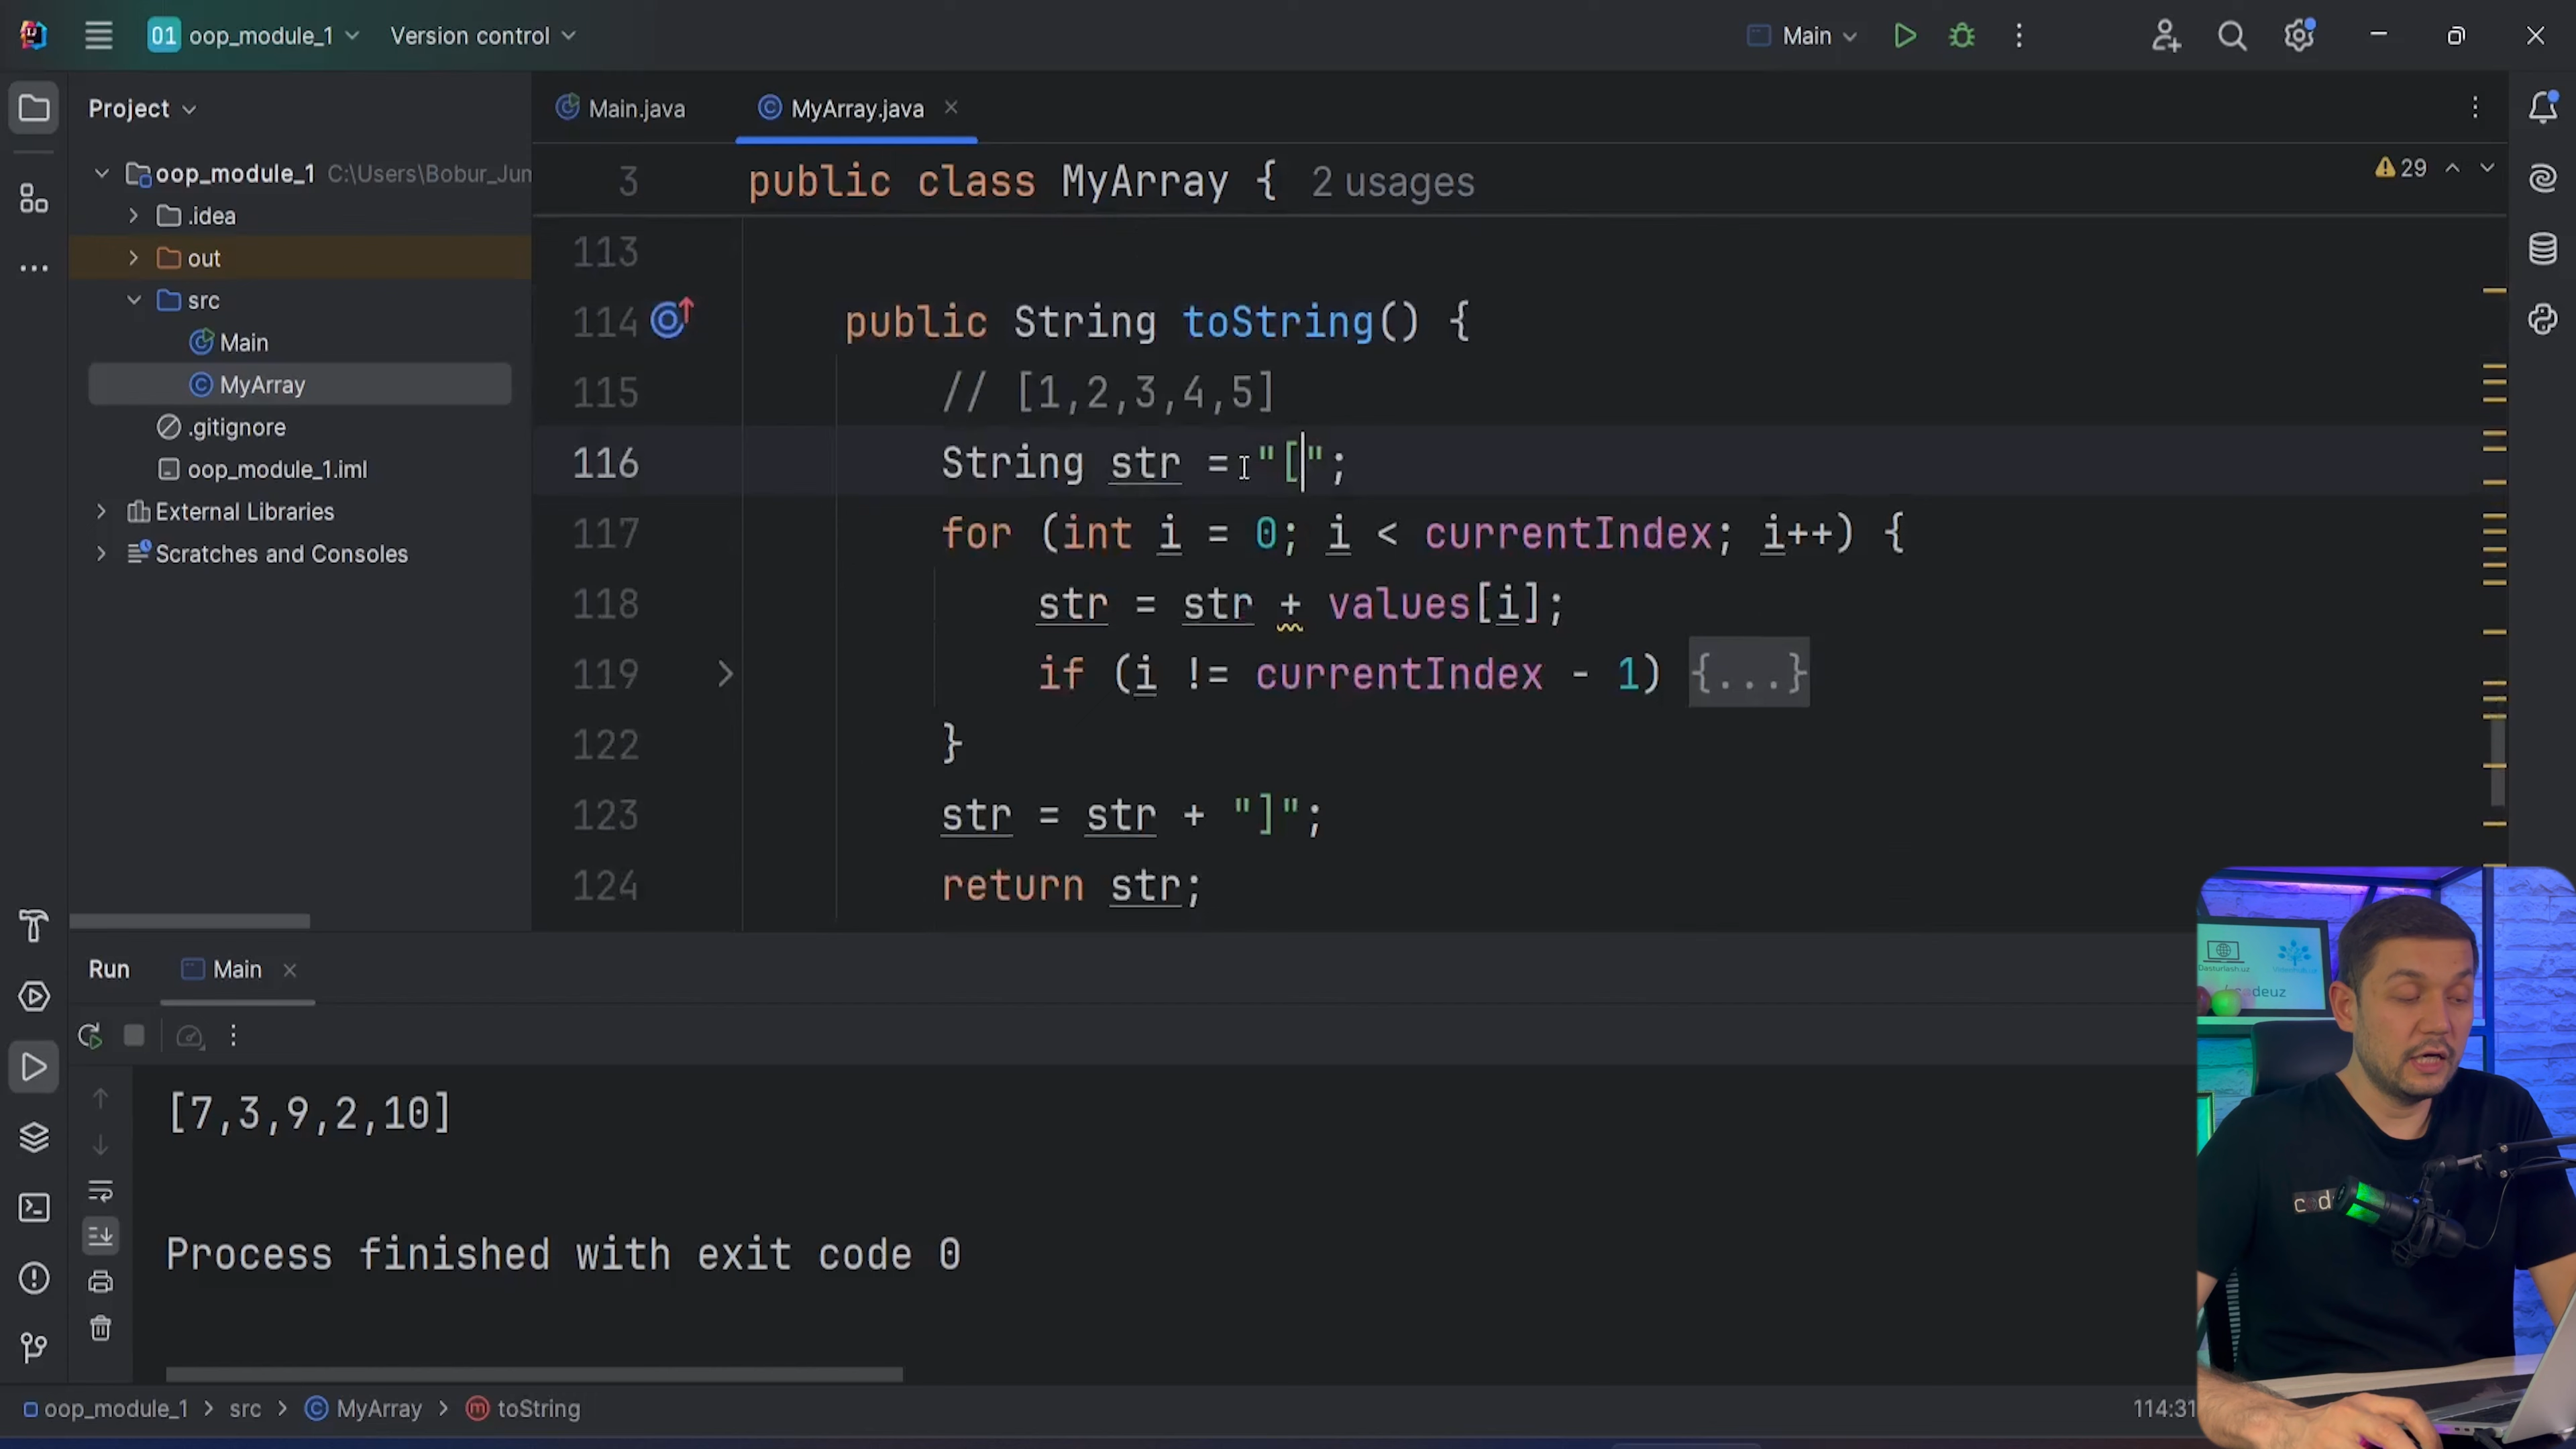 01 oop_module_1 Version control Main
Project
Main.java MyArray.java
oop_module_1 C:\Users\Bobur_Jun
.idea
out
src
Main
MyArray
.gitignore
oop_module_1.iml
External Libraries
Scratches and Consoles
3 public class MyArray { 2 usages
29
113
114 public String toString() {
115 // [1,2,3,4,5]
116 String str = "[";
117 for (int i = 0; i < currentIndex; i++) {
118 str = str + values[i];
119 if (i != currentIndex - 1) {...}
122 }
123 str = str + "]";
124 return str;
Run Main
[7,3,9,2,10]
Process finished with exit code 0
oop_module_1 > src > MyArray > toString
114:31
Dasturlash.uz